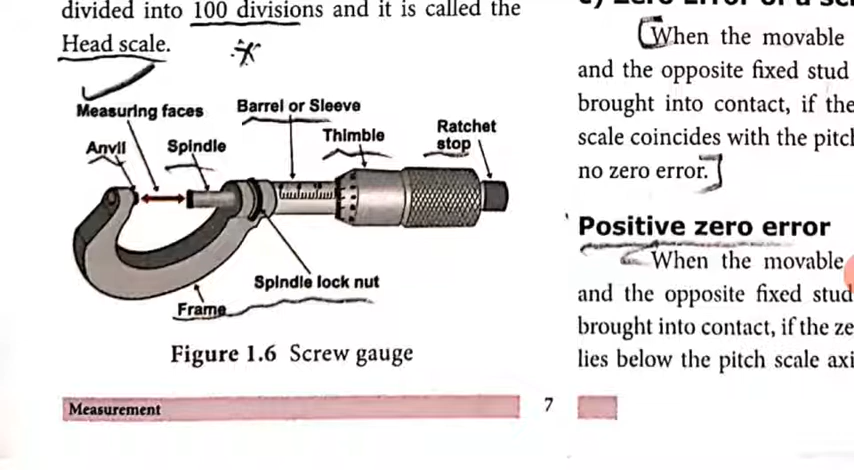 divided into 100 divisions and it is called the
Head scale.
Measuring faces
Barrel or Sleeve
Thimble
Ratchet
stop
Anvil
Spindle
Spindle lock nut
Frame
Figure 1.6 Screw gauge
Measurement
7
When the movable
and the opposite fixed stud
brought into contact, if the
scale coincides with the pitch
no zero error.
Positive zero error
When the movable
and the opposite fixed stud
brought into contact, if the ze
lies below the pitch scale axi